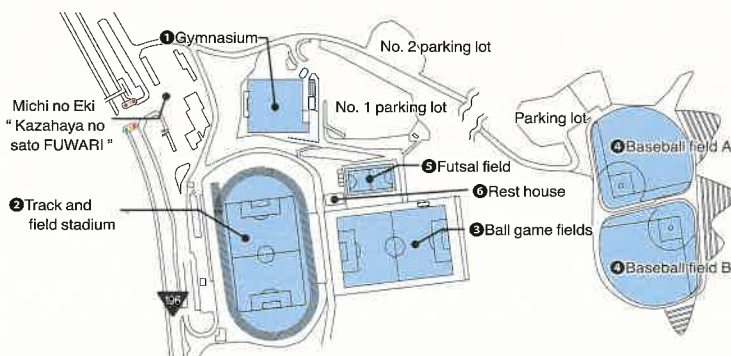 ❶Gymnasium
No. 2 parking lot
Michi no Eki
“ Kazahaya no
sato FUWARI ”
No. 1 parking lot
Parking lot
❹Baseball field A
❺Futsal field
❻Rest house
❷Track and
field stadium
❸Ball game fields
❹Baseball field B
196